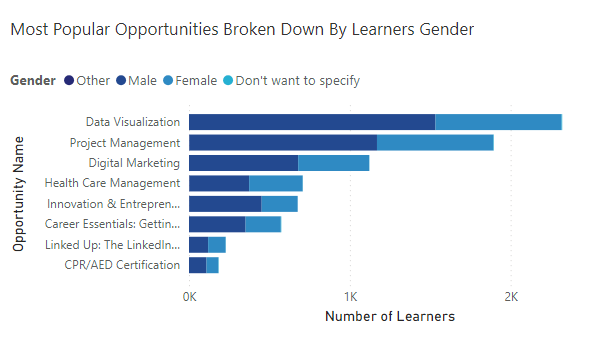 Most Popular Opportunities Broken Down By Learners Gender
Gender Other Male Female Don't want to specify
Opportunity Name
Data Visualization
Project Management
Digital Marketing
Health Care Management
Innovation & Entrepren...
Career Essentials: Gettin...
Linked Up: The LinkedIn...
CPR/AED Certification
0K 1K 2K
Number of Learners